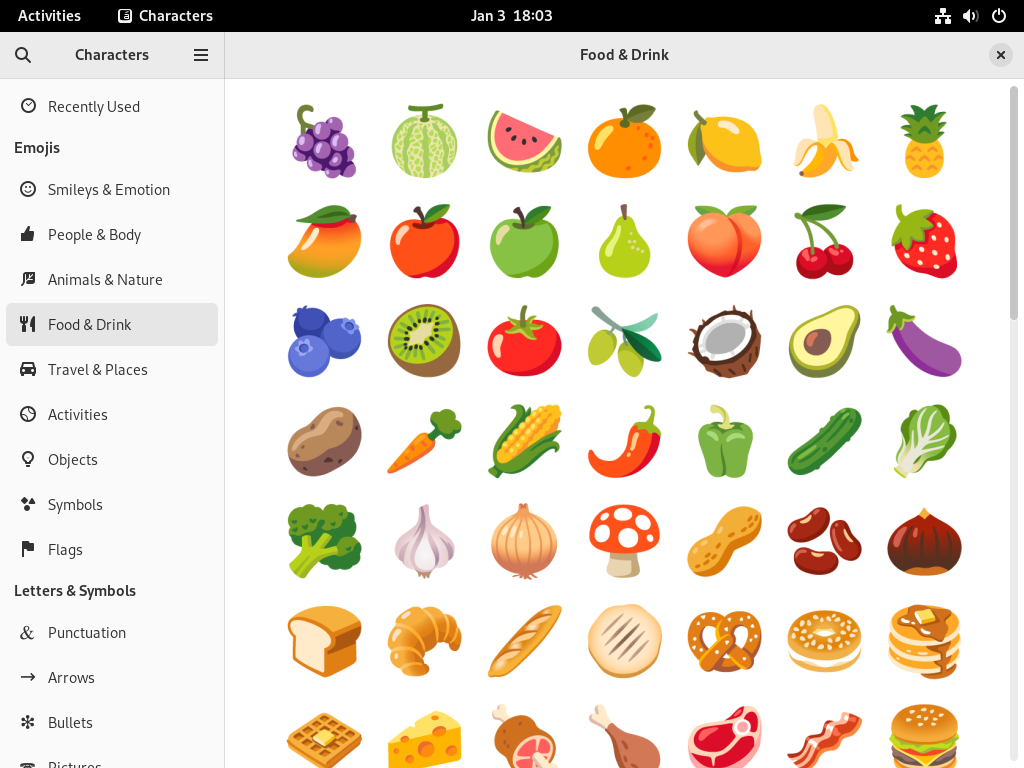 Activities
Characters
Jan 3 18:03
Characters
Food & Drink
Recently Used
Emojis
Smileys & Emotion
People & Body
Animals & Nature
Food & Drink
Travel & Places
Activities
Objects
Symbols
Flags
Letters & Symbols
& Punctuation
Arrows
Bullets
Pictures